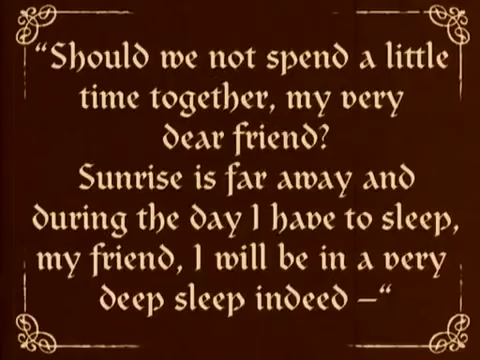 “Should we not spend a little
time together, my very
dear friend?
Sunrise is far away and
during the day I have to sleep,
my friend, I will be in a very
deep sleep indeed –“